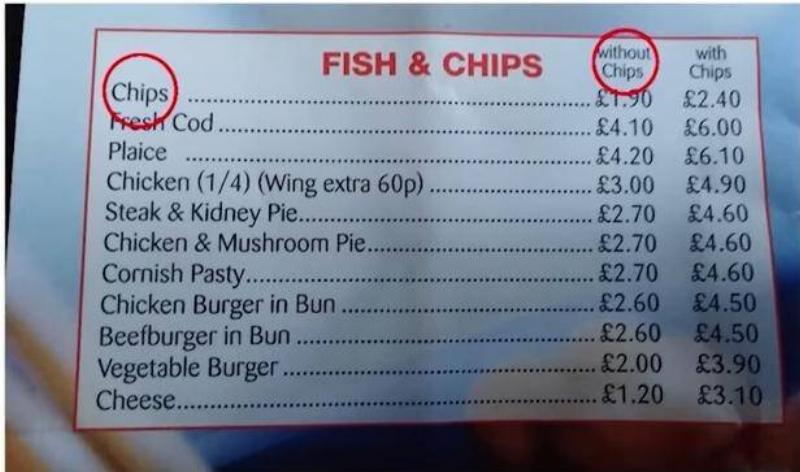 FISH & CHIPS without Chips with Chips
Chips .......... £1.90 £2.40
Fresh Cod .......... £4.10 £6.00
Plaice .......... £4.20 £6.10
Chicken (1/4) (Wing extra 60p) .......... £3.00 £4.90
Steak & Kidney Pie .......... £2.70 £4.60
Chicken & Mushroom Pie .......... £2.70 £4.60
Cornish Pasty .......... £2.70 £4.60
Chicken Burger in Bun .......... £2.60 £4.50
Beefburger in Bun .......... £2.60 £4.50
Vegetable Burger .......... £2.00 £3.90
Cheese .......... £1.20 £3.10